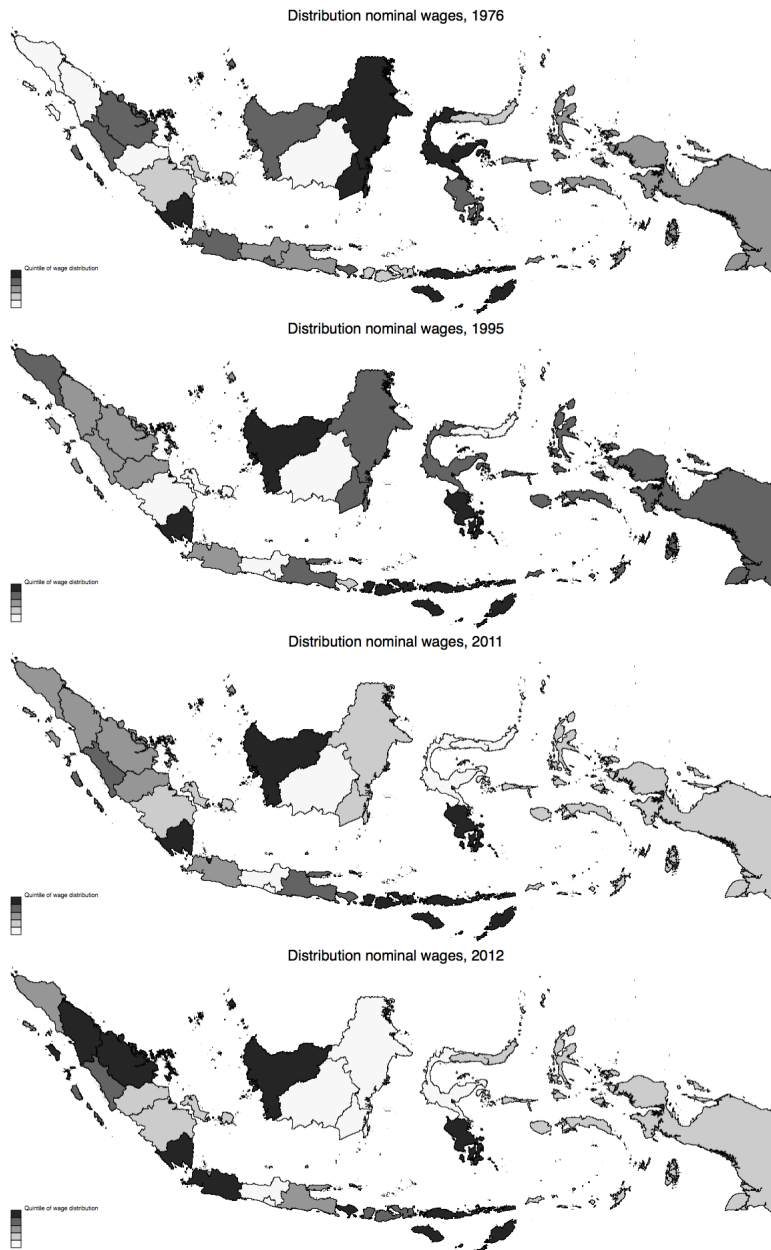 Distribution nominal wages, 1976
Quintile of wage distribution
Distribution nominal wages, 1995
Quintile of wage distribution
Distribution nominal wages, 2011
Quintile of wage distribution
Distribution nominal wages, 2012
Quintile of wage distribution